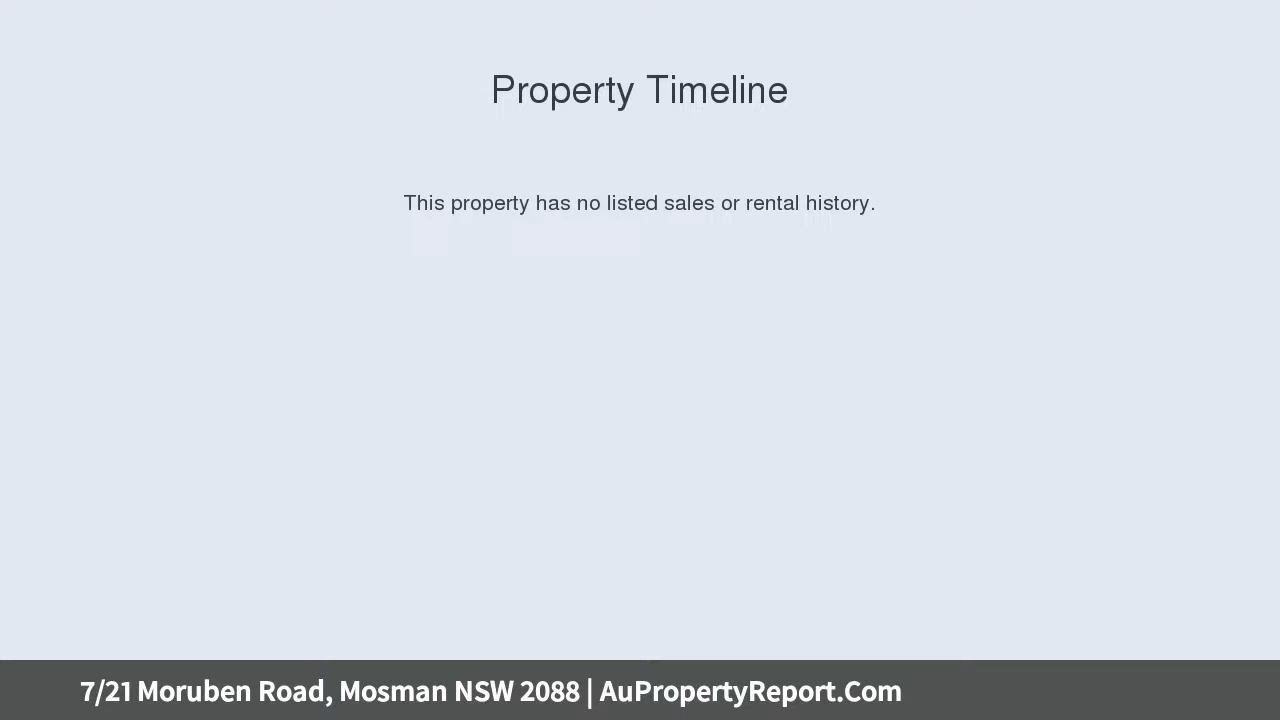 Property Timeline
This property has no listed sales or rental history.
7/21 Moruben Road, Mosman NSW 2088 | AuPropertyReport.Com